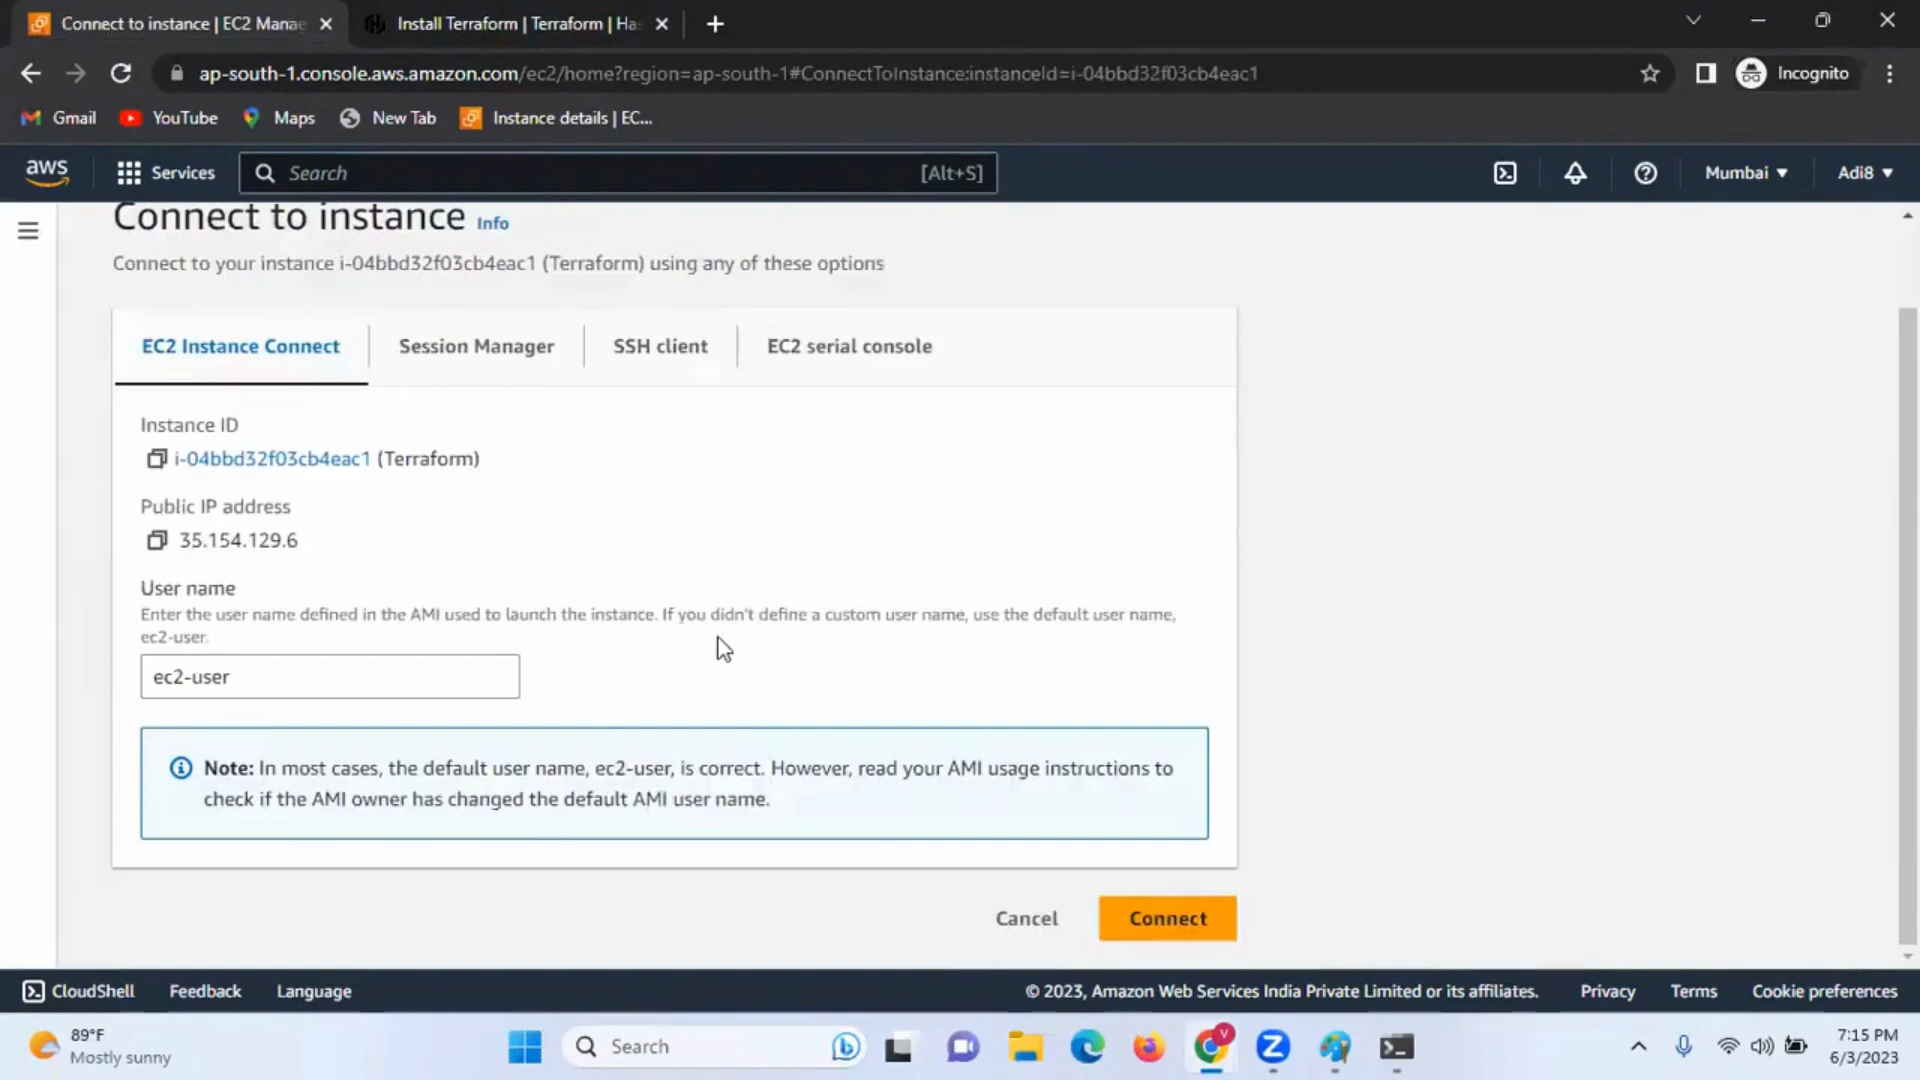 Connect to instance | EC2 Mana
Install Terraform | Terraform | Ha
ap-south-1.console.aws.amazon.com/ec2/home?region=ap-south-1#ConnectToInstance:instanceId=i-04bbd32f03cb4eac1
Incognito
Gmail
YouTube
Maps
New Tab
Instance details | EC...
aws
Services
Search
[Alt+S]
Mumbai
Adi8
Connect to instance Info
Connect to your instance i-04bbd32f03cb4eac1 (Terraform) using any of these options
EC2 Instance Connect
Session Manager
SSH client
EC2 serial console
Instance ID
i-04bbd32f03cb4eac1 (Terraform)
Public IP address
35.154.129.6
User name
Enter the user name defined in the AMI used to launch the instance. If you didn't define a custom user name, use the default user name,
ec2-user.
ec2-user
Note: In most cases, the default user name, ec2-user, is correct. However, read your AMI usage instructions to
check if the AMI owner has changed the default AMI user name.
Cancel
Connect
CloudShell
Feedback
Language
© 2023, Amazon Web Services India Private Limited or its affiliates.
Privacy
Terms
Cookie preferences
89°F
Mostly sunny
Search
V
7:15 PM
6/3/2023